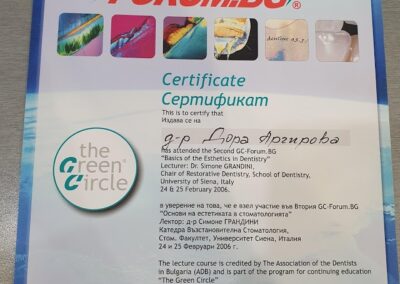 FORUM.BG®
Certificate
Сертификат
This is to certify that
Издава се на
д-р Дора Аргирова
has attended the Second GC-Forum.BG
"Basics of the Esthetics in Dentistry"
Lecturer: Dr. Simone GRANDINI,
Chair of Restorative Dentistry, School of Dentistry,
University of Siena, Italy
24 & 25 February 2006.
the
Green®
Circle
в уверение на това, че е взел участие във Втория GC-Forum.BG
"Основи на естетиката в стоматологията"
Лектор: д-р Симоне ГРАНДИНИ
Катедра Възстановителна Стоматология,
Стом. Факултет, Университет Сиена, Италия
24 и 25 Февруари 2006 г.
The lecture course is credited by The Association of the Dentists
in Bulgaria (ADB) and is part of the program for continuing education
"The Green Circle"